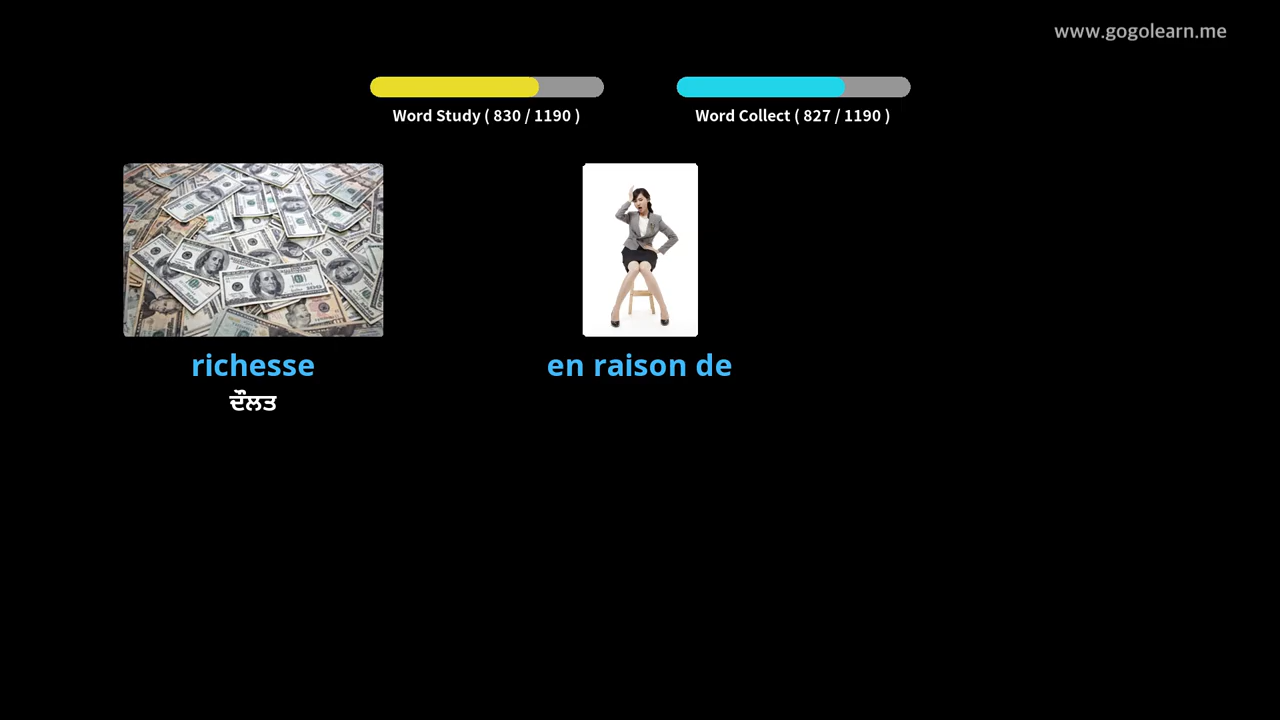 www.gogolearn.me
Word Study ( 830 / 1190 )
Word Collect ( 827 / 1190 )
richesse
ਦੌਲਤ
en raison de